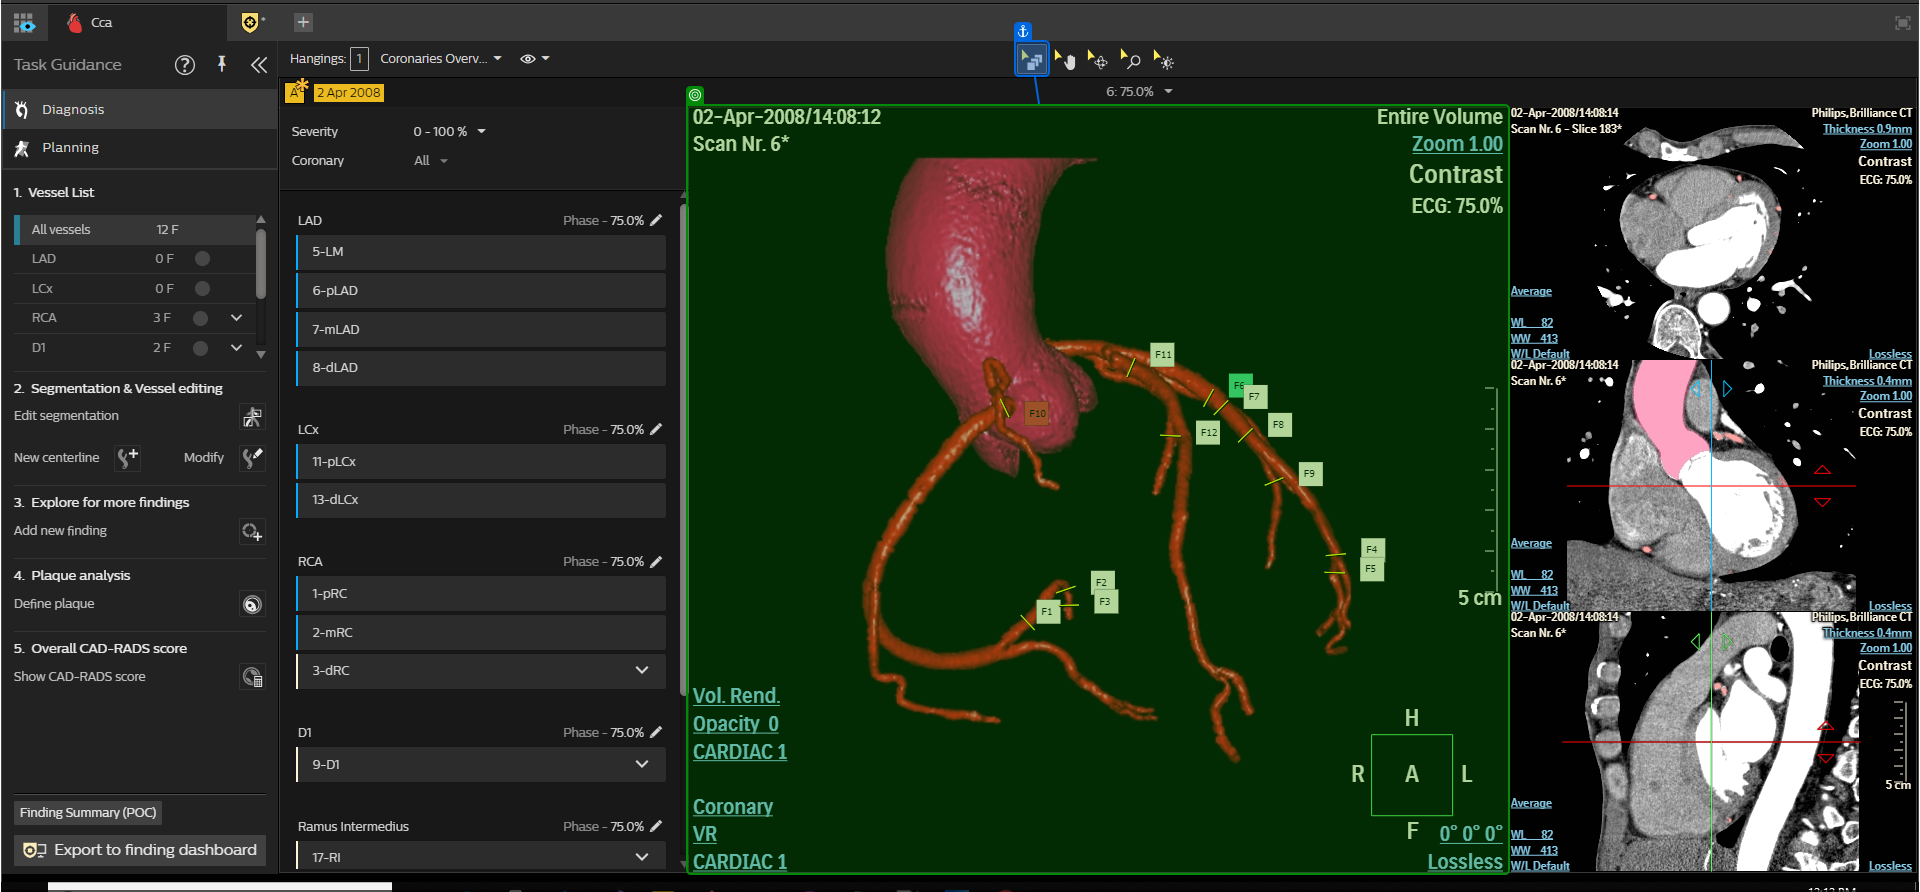 Cca
Task Guidance
Hangings: 1 Coronaries Overv...
Diagnosis
Planning
1. Vessel List
All vessels 12 F
LAD 0 F
LCx 0 F
RCA 3 F
D1 2 F
2. Segmentation & Vessel editing
Edit segmentation
New centerline Modify
3. Explore for more findings
Add new finding
4. Plaque analysis
Define plaque
5. Overall CAD-RADS score
Show CAD-RADS score
Finding Summary (POC)
Export to finding dashboard
A* 2 Apr 2008
Severity 0 - 100 %
Coronary All
LAD Phase - 75.0%
5-LM
6-pLAD
7-mLAD
8-dLAD
LCx Phase - 75.0%
11-pLCx
13-dLCx
RCA Phase - 75.0%
1-pRC
2-mRC
3-dRC
D1 Phase - 75.0%
9-D1
Ramus Intermedius Phase - 75.0%
17-RI
6: 75.0%
02-Apr-2008/14:08:12
Scan Nr. 6*
Entire Volume
Zoom 1.00
Contrast
ECG: 75.0%
F11
F6
F7
F10
F12
F8
F9
F4
F5
F2
F3
F1
5 cm
Vol. Rend.
Opacity 0
CARDIAC 1
Coronary
VR
CARDIAC 1
H
R A L
F
0° 0° 0°
Lossless
02-Apr-2008/14:08:14
Scan Nr. 6 - Slice 183*
Philips,Brilliance CT
Thickness 0.9mm
Zoom 1.00
Contrast
ECG: 75.0%
Average
WL 82
WW 413
W/L Default
Lossless
02-Apr-2008/14:08:14
Scan Nr. 6*
Philips,Brilliance CT
Thickness 0.4mm
Zoom 1.00
Contrast
ECG: 75.0%
Average
WL 82
WW 413
W/L Default
Lossless
02-Apr-2008/14:08:14
Scan Nr. 6*
Philips,Brilliance CT
Thickness 0.4mm
Zoom 1.00
Contrast
ECG: 75.0%
5 cm
Average
WL 82
WW 413
W/L Default
Lossless